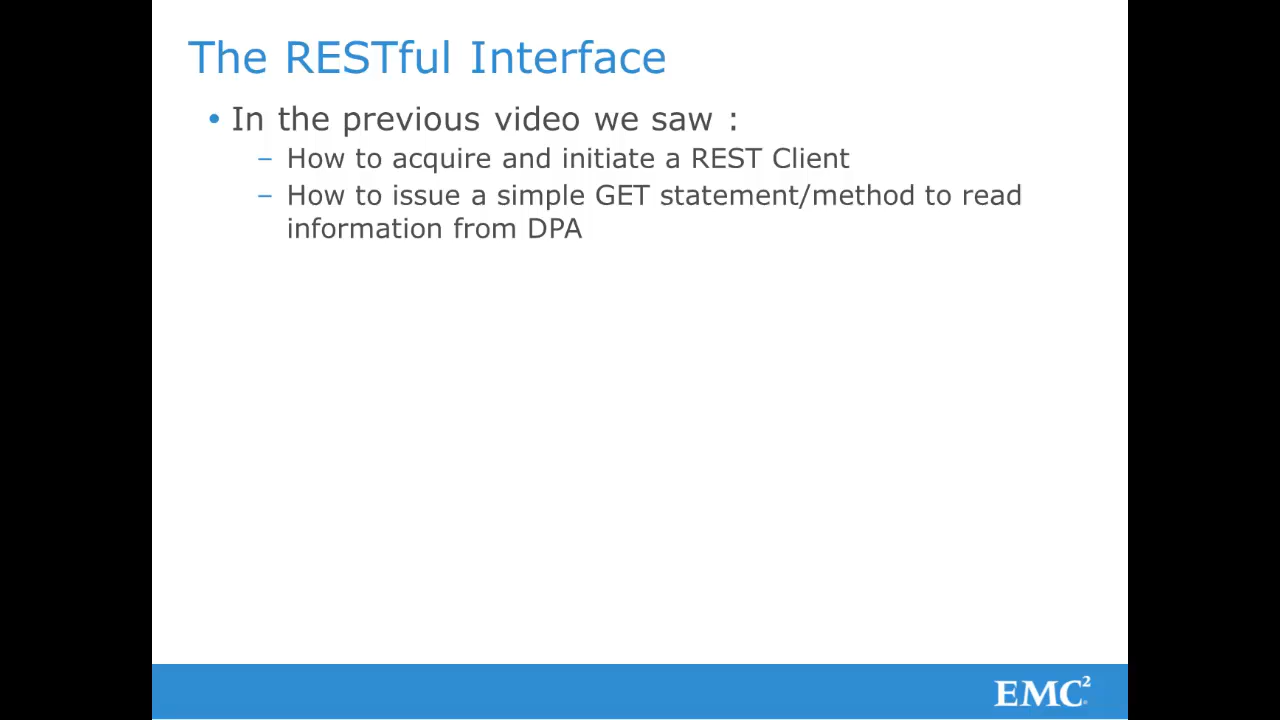 The RESTful Interface
• In the previous video we saw :
– How to acquire and initiate a REST Client
– How to issue a simple GET statement/method to read
information from DPA
EMC²